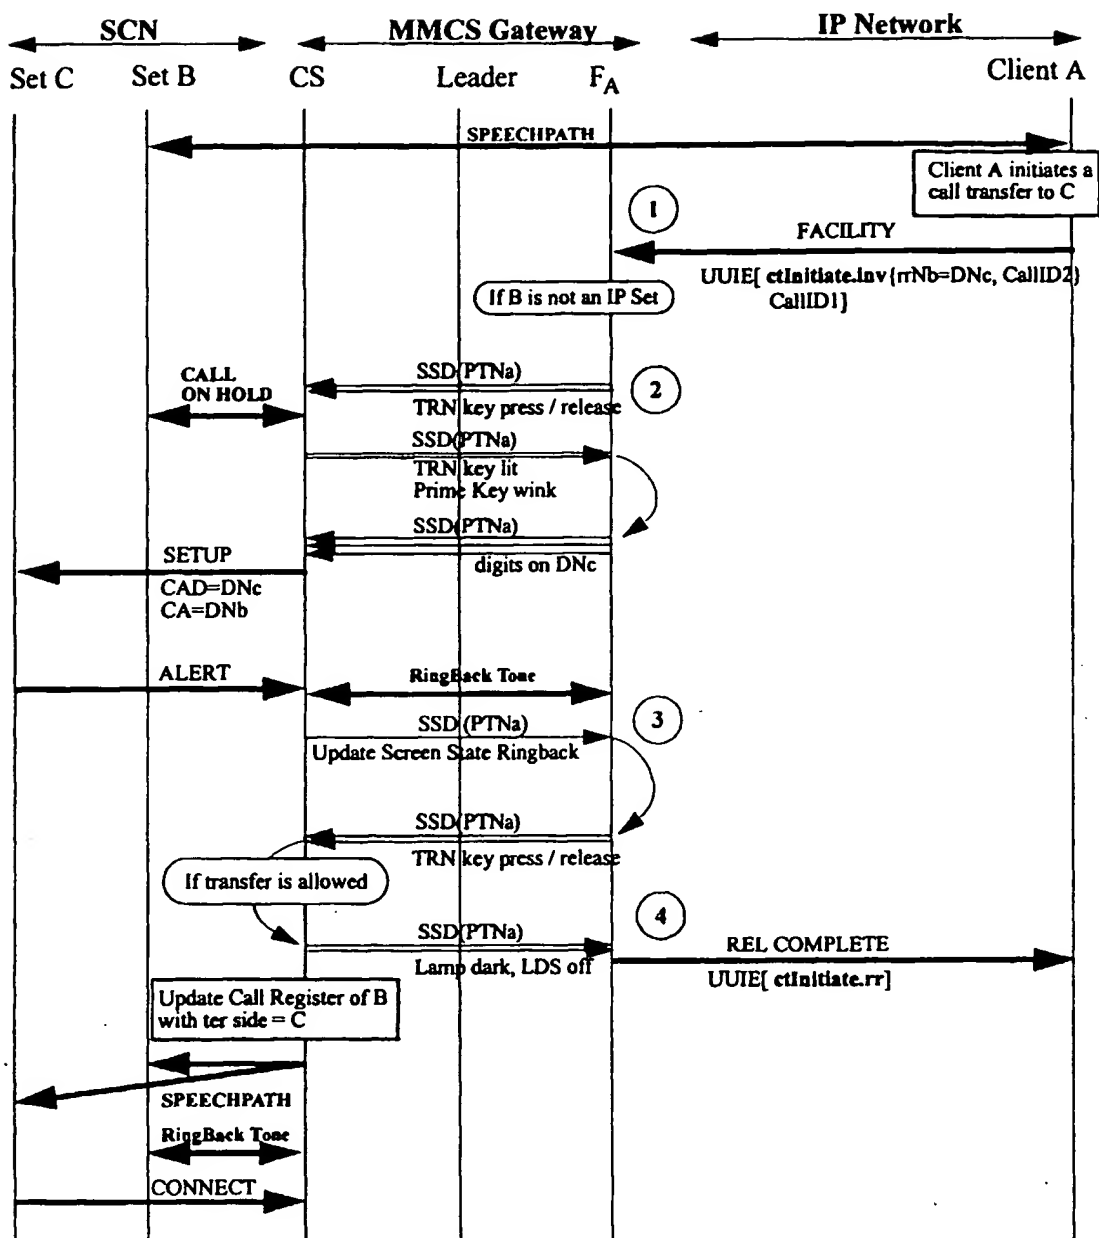 SCN MMCS Gateway IP Network
Set C Set B CS Leader FA Client A
SPEECHPATH
Client A initiates a
call transfer to C
1
FACILITY
UUIE[ ctInitiate.inv{rrNb=DNc, CallID2}
CallID1]
If B is not an IP Set
SSD(PTNa)
2
CALL
ON HOLD
TRN key press / release
SSD(PTNa)
TRN key lit
Prime Key wink
SSD(PTNa)
digits on DNc
SETUP
CAD=DNc
CA=DNb
ALERT
RingBack Tone
3
SSD (PTNa)
Update Screen State Ringback
SSD(PTNa)
TRN key press / release
If transfer is allowed
4
SSD(PTNa)
Lamp dark, LDS off
REL COMPLETE
UUIE[ ctInitiate.rr]
Update Call Register of B
with ter side = C
SPEECHPATH
RingBack Tone
CONNECT